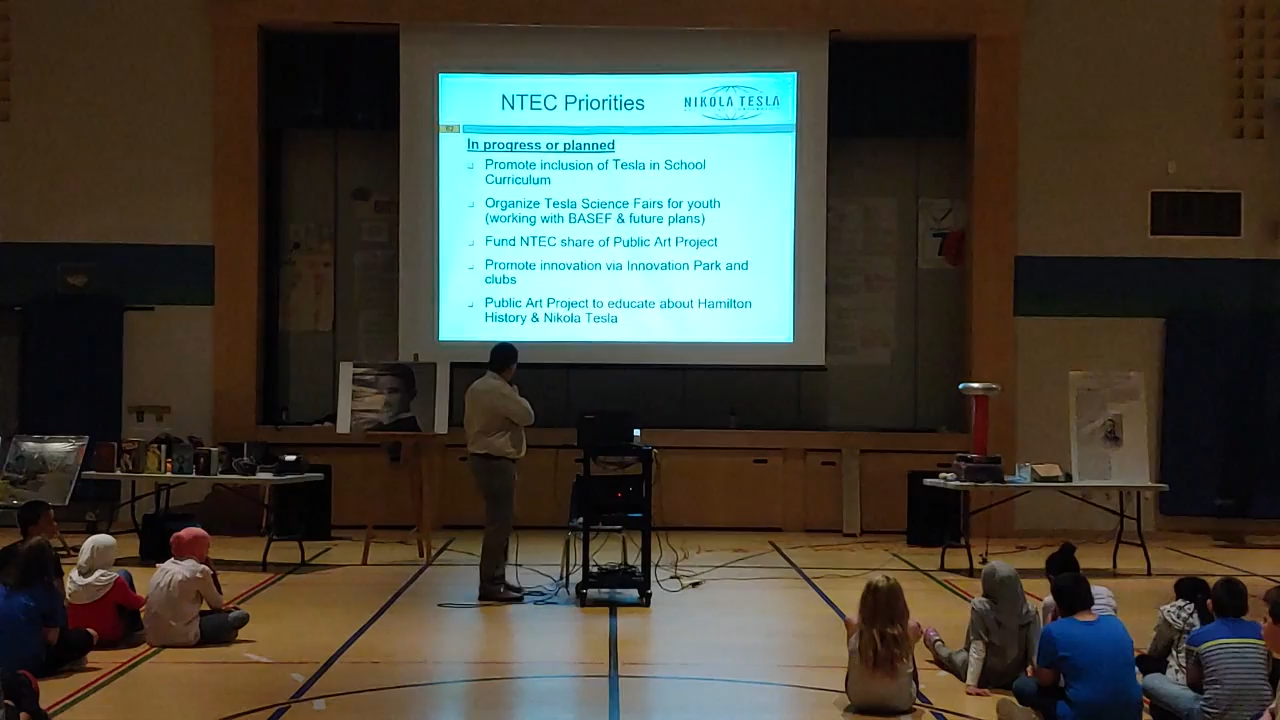 NTEC Priorities
NIKOLA TESLA
In progress or planned
Promote inclusion of Tesla in School
Curriculum
Organize Tesla Science Fairs for youth
(working with BASEF & future plans)
Fund NTEC share of Public Art Project
Promote innovation via Innovation Park and
clubs
Public Art Project to educate about Hamilton
History & Nikola Tesla